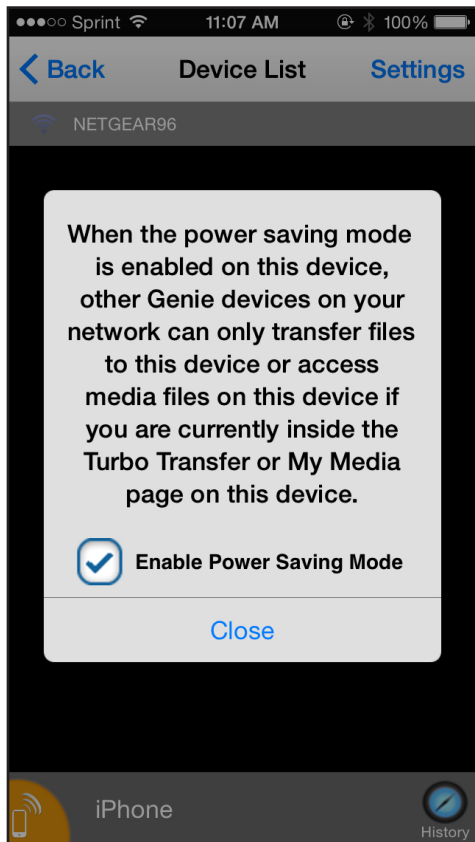 Sprint 11:07 AM 100%
Back Device List Settings
NETGEAR96
When the power saving mode
is enabled on this device,
other Genie devices on your
network can only transfer files
to this device or access
media files on this device if
you are currently inside the
Turbo Transfer or My Media
page on this device.
Enable Power Saving Mode
Close
iPhone
History